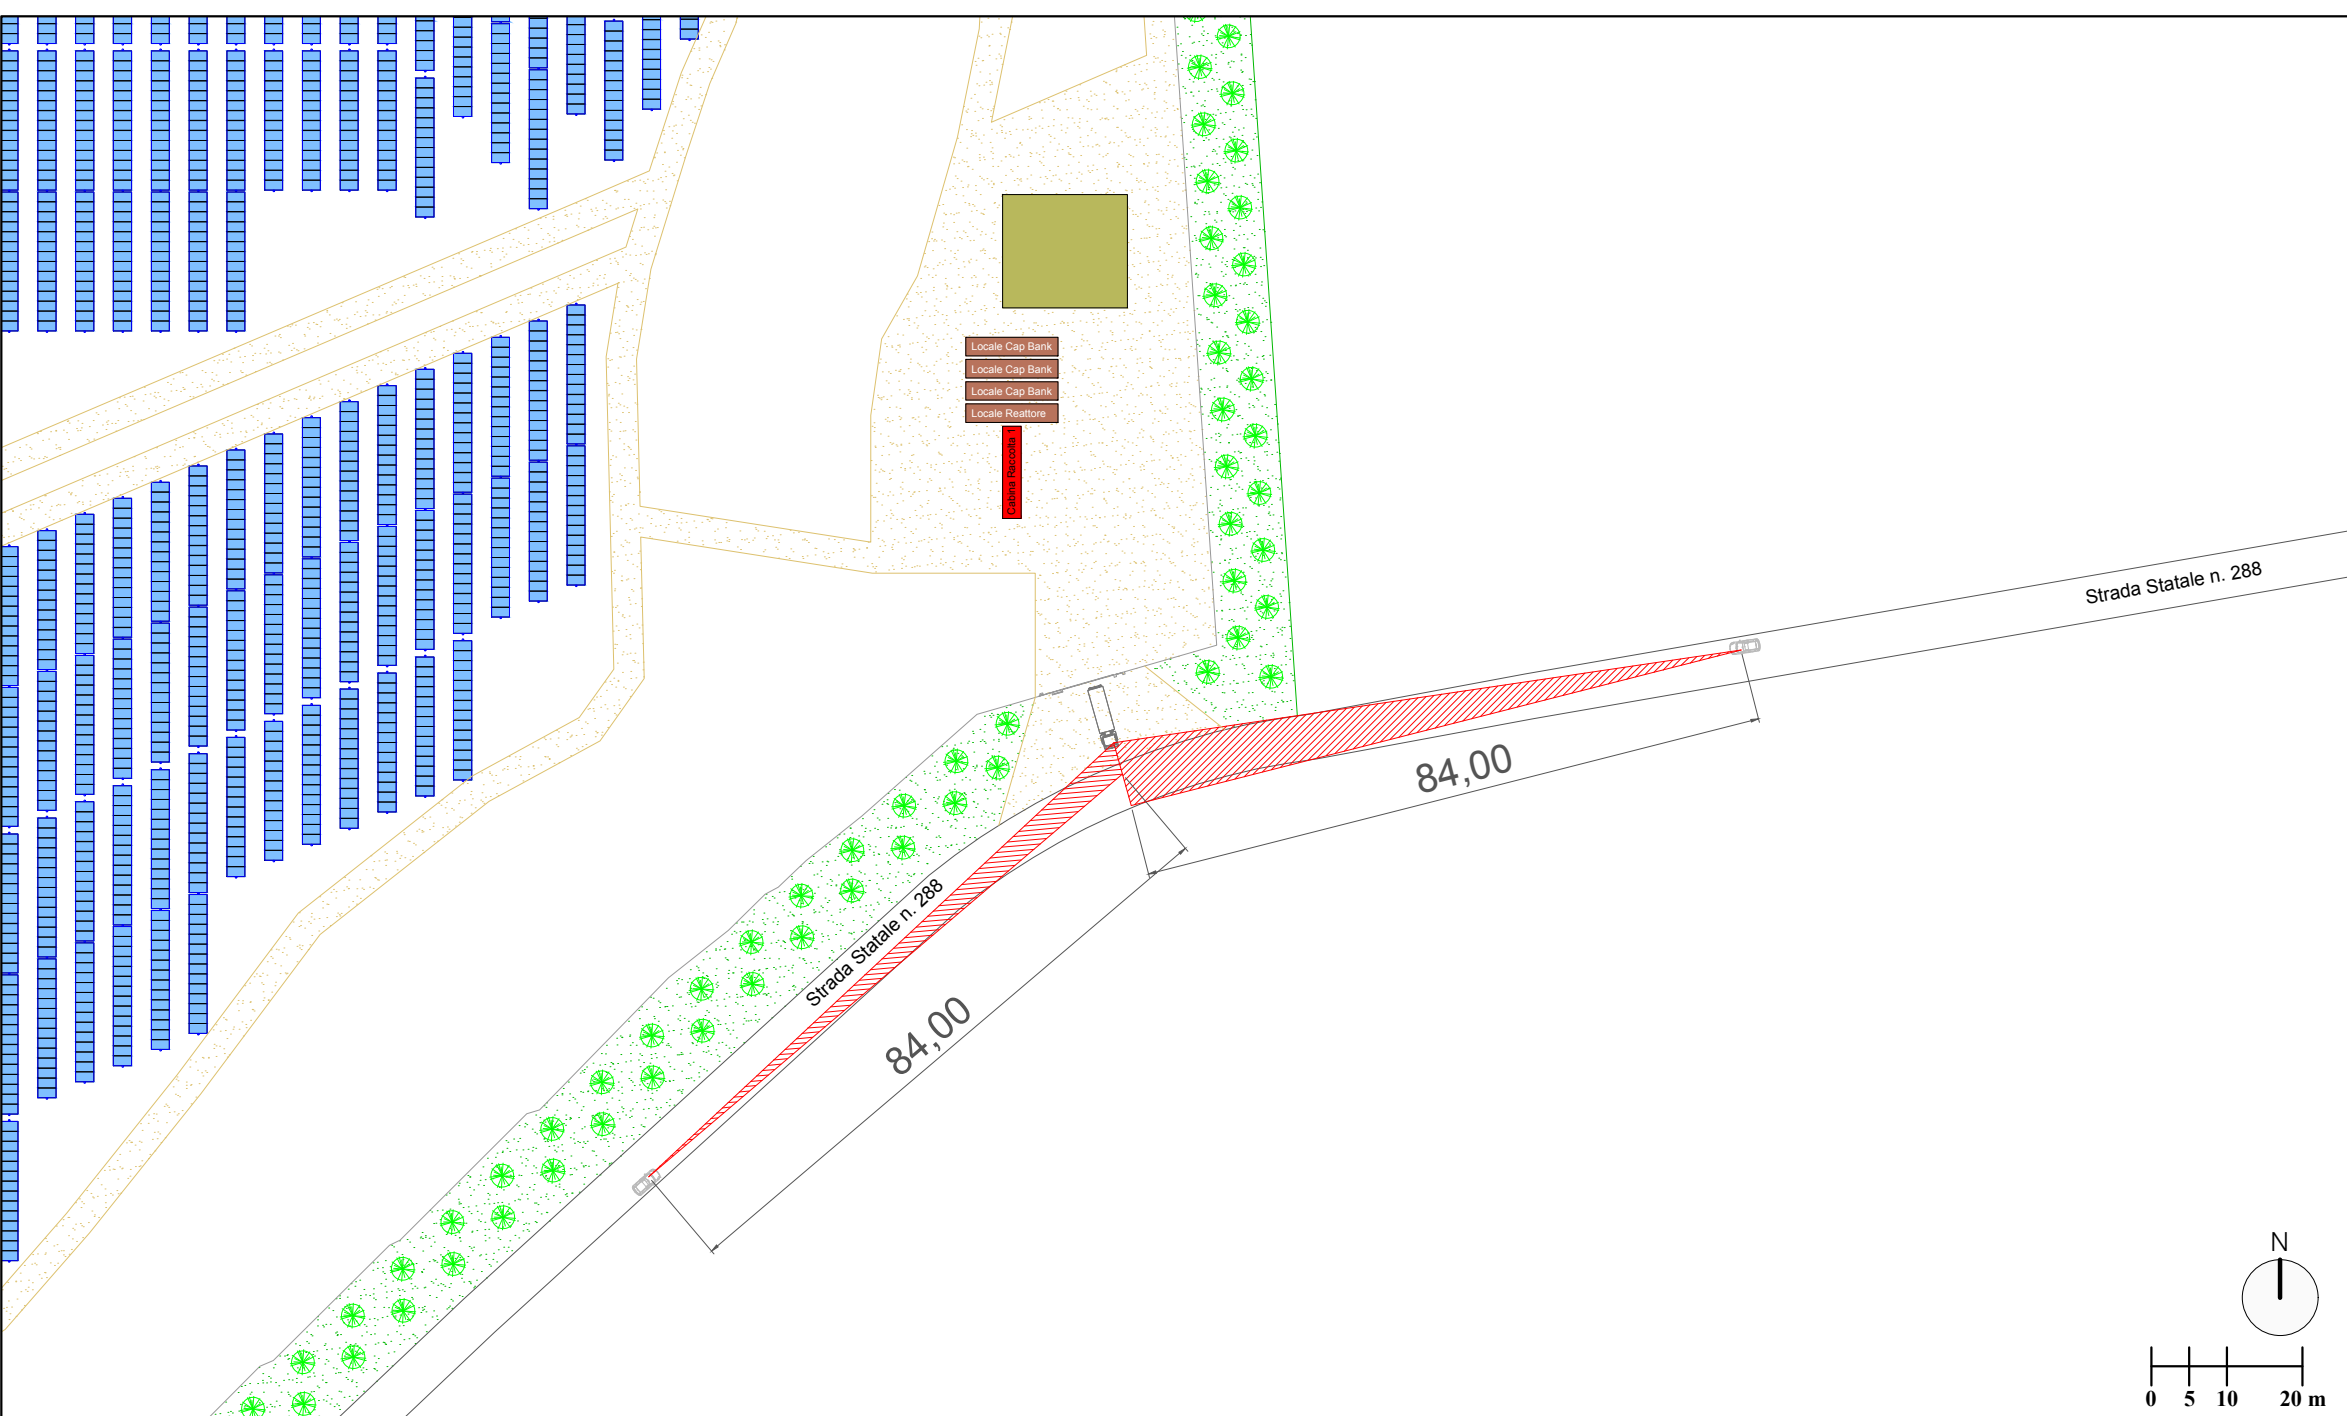 Locale Cap Bank
Locale Cap Bank
Locale Cap Bank
Locale Reattore
Cabina Raccolta 1
Strada Statale n. 288
84,00
Strada Statale n. 288
84,00
N
0 5 10 20 m